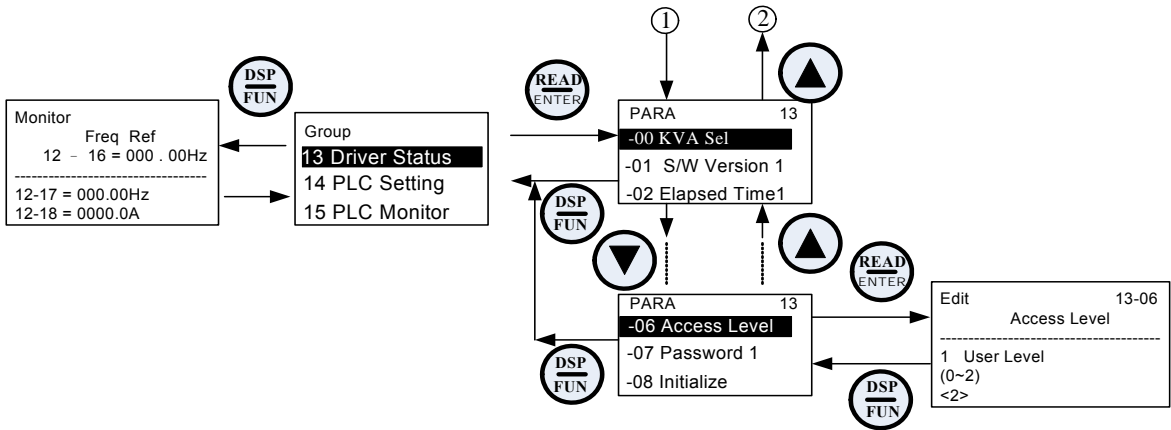 1
2
DSP
FUN
READ
ENTER
Monitor
Freq Ref
12 - 16 = 000 . 00Hz
12-17 = 000.00Hz
12-18 = 0000.0A
Group
13 Driver Status
14 PLC Setting
15 PLC Monitor
PARA 13
-00 KVA Sel
-01 S/W Version 1
-02 Elapsed Time1
DSP
FUN
READ
ENTER
PARA 13
-06 Access Level
-07 Password 1
-08 Initialize
DSP
FUN
Edit 13-06
Access Level
1 User Level
(0~2)
<2>
DSP
FUN